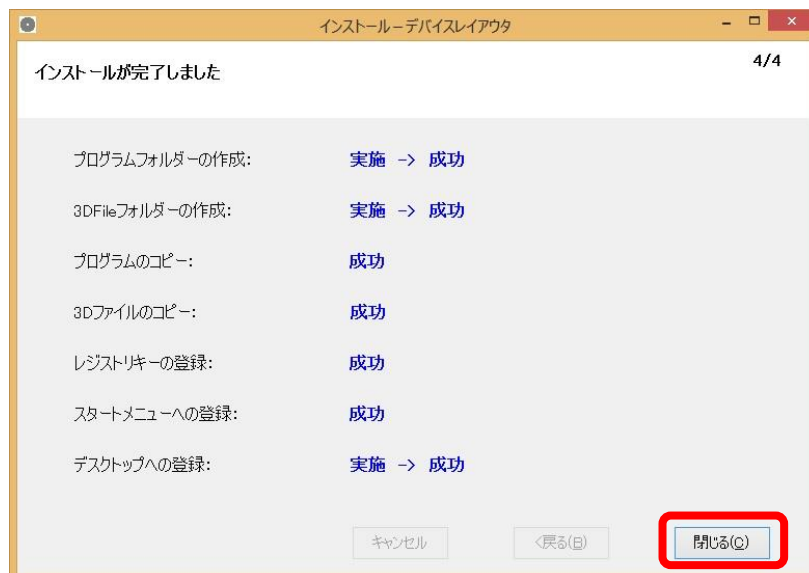 インストール－デバイスレイアウタ
4/4
インストールが完了しました
プログラムフォルダーの作成: 実施 -> 成功
3DFileフォルダーの作成: 実施 -> 成功
プログラムのコピー: 成功
3Dファイルのコピー: 成功
レジストリキーの登録: 成功
スタートメニューへの登録: 成功
デスクトップへの登録: 実施 -> 成功
キャンセル <戻る(B) 閉じる(C)